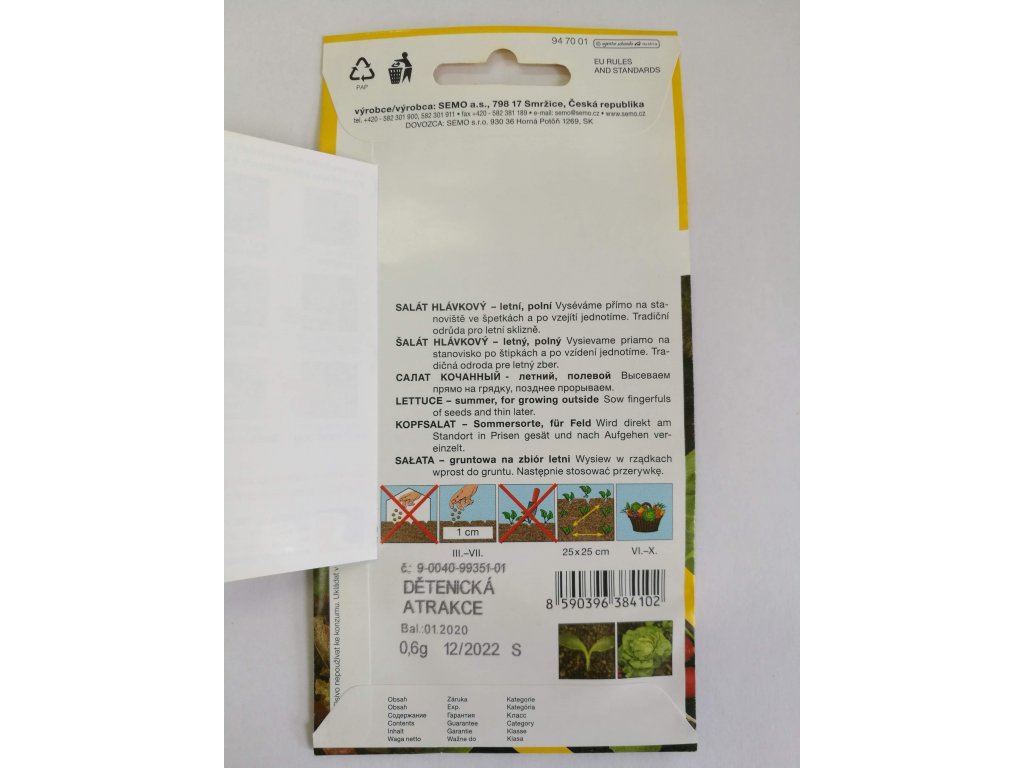 94 70 01
EU RULES
AND STANDARDS
PAP
výrobce/výrobca: SEMO a.s., 798 17 Smržice, Česká republika
tel. +420 - 582 301 900, 582 301 911 • fax +420 - 582 381 189 • e-mail: semo@semo.cz • www.semo.cz
DOVOZCA: SEMO s.r.o. 930 36 Horná Potôň 1269, SK
SALÁT HLÁVKOVÝ – letní, polní Vyséváme přímo na sta-
noviště ve špetkách a po vzejítí jednotíme. Tradiční
odrůda pro letní sklizně.
ŠALÁT HLÁVKOVÝ – letný, polný Vysievame priamo na
stanovisko po štipkách a po vzídení jednotíme. Tra-
dičná odroda pre letný zber.
САЛАТ КОЧАННЫЙ - летний, полевой Высеваем
прямо на грядку, позднее прорываем.
LETTUCE – summer, for growing outside Sow fingerfuls
of seeds and thin later.
KOPFSALAT – Sommersorte, für Feld Wird direkt am
Standort in Prisen gesät und nach Aufgehen ver-
einzelt.
SAŁATA – gruntowa na zbiór letni Wysiew w rządkach
wprost do gruntu. Następnie stosować przerywkę.
1 cm
III.–VII. 25 x 25 cm VI.–X.
č.: 9-0040-99351-01
DĚTENICKÁ
ATRAKCE
Bal.:01.2020
0,6g 12/2022 S
8 590396 384102
nepoužívat ke konzumu. Ukládat v
Obsah Záruka Kategorie
Obsah Exp. Kategória
Содержание Гарантия Класс
Contents Guarantee Category
Inhalt Garantie Klasse
Waga netto Ważne do Klasa